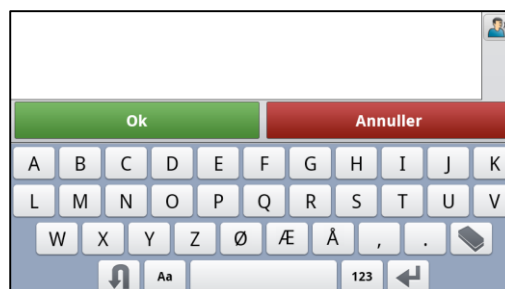 Ok Annuller
A B C D E F G H I J K
L M N O P Q R S T U V
W X Y Z Ø Æ Å , .
Aa 123